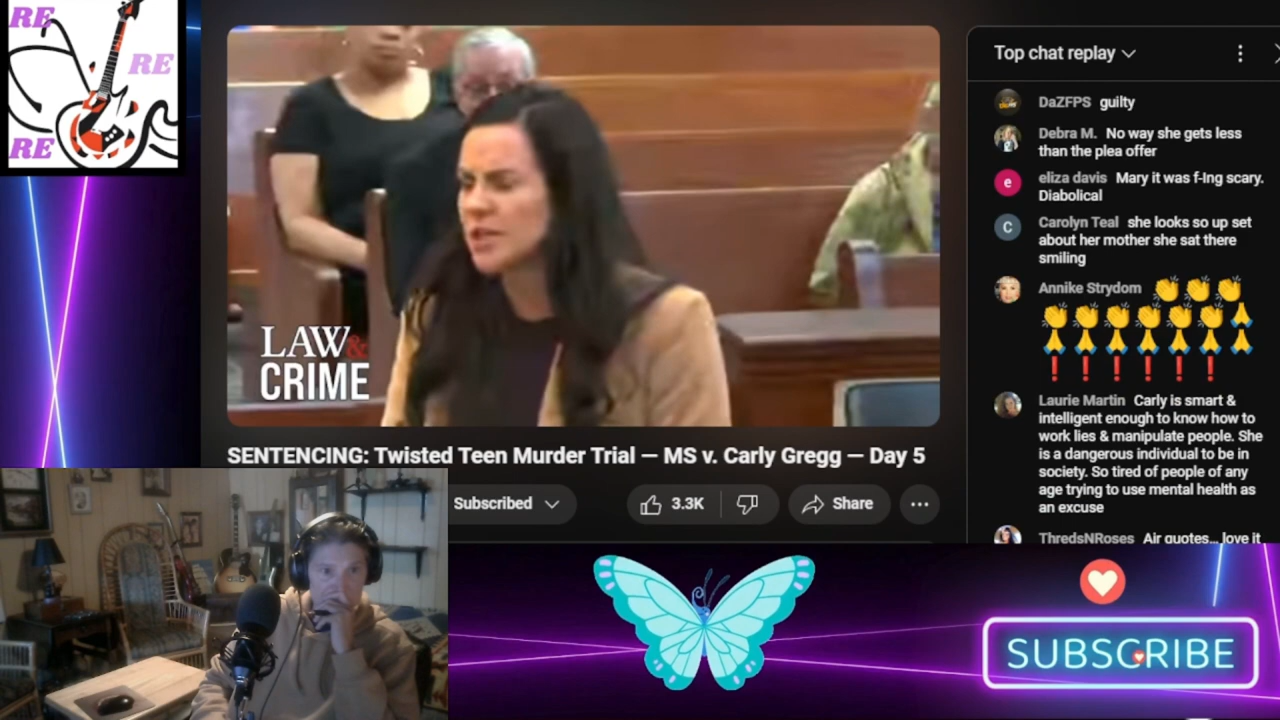 RE
RE
RE
LAW &
CRIME
SENTENCING: Twisted Teen Murder Trial — MS v. Carly Gregg — Day 5
Subscribed
3.3K
Share
Top chat replay
DaZFPS guilty
Debra M. No way she gets less
than the plea offer
eliza davis Mary it was f-Ing scary.
Diabolical
Carolyn Teal she looks so up set
about her mother she sat there
smiling
Annike Strydom 👏👏👏
👏👏👏👏👏👏🙏
🙏🙏🙏🙏🙏🙏🙏
❗❗❗❗❗❗
Laurie Martin Carly is smart &
intelligent enough to know how to
work lies & manipulate people. She
is a dangerous individual to be in
society. So tired of people of any
age trying to use mental health as
an excuse
ThredsNRoses Air quotes... love it
SUBSCRIBE